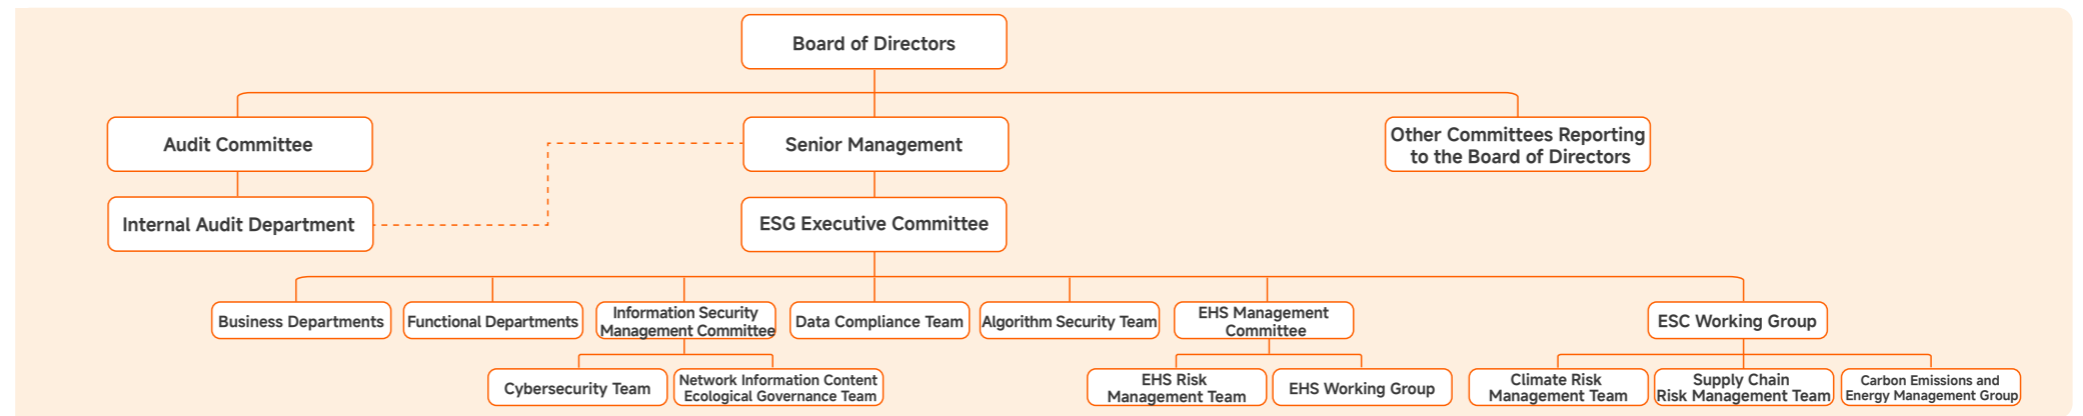 Board of Directors
Audit Committee
Senior Management
Other Committees Reporting
to the Board of Directors
Internal Audit Department
ESG Executive Committee
Business Departments
Functional Departments
Information Security
Management Committee
Data Compliance Team
Algorithm Security Team
EHS Management
Committee
ESC Working Group
Cybersecurity Team
Network Information Content
Ecological Governance Team
EHS Risk
Management Team
EHS Working Group
Climate Risk
Management Team
Supply Chain
Risk Management Team
Carbon Emissions and
Energy Management Group